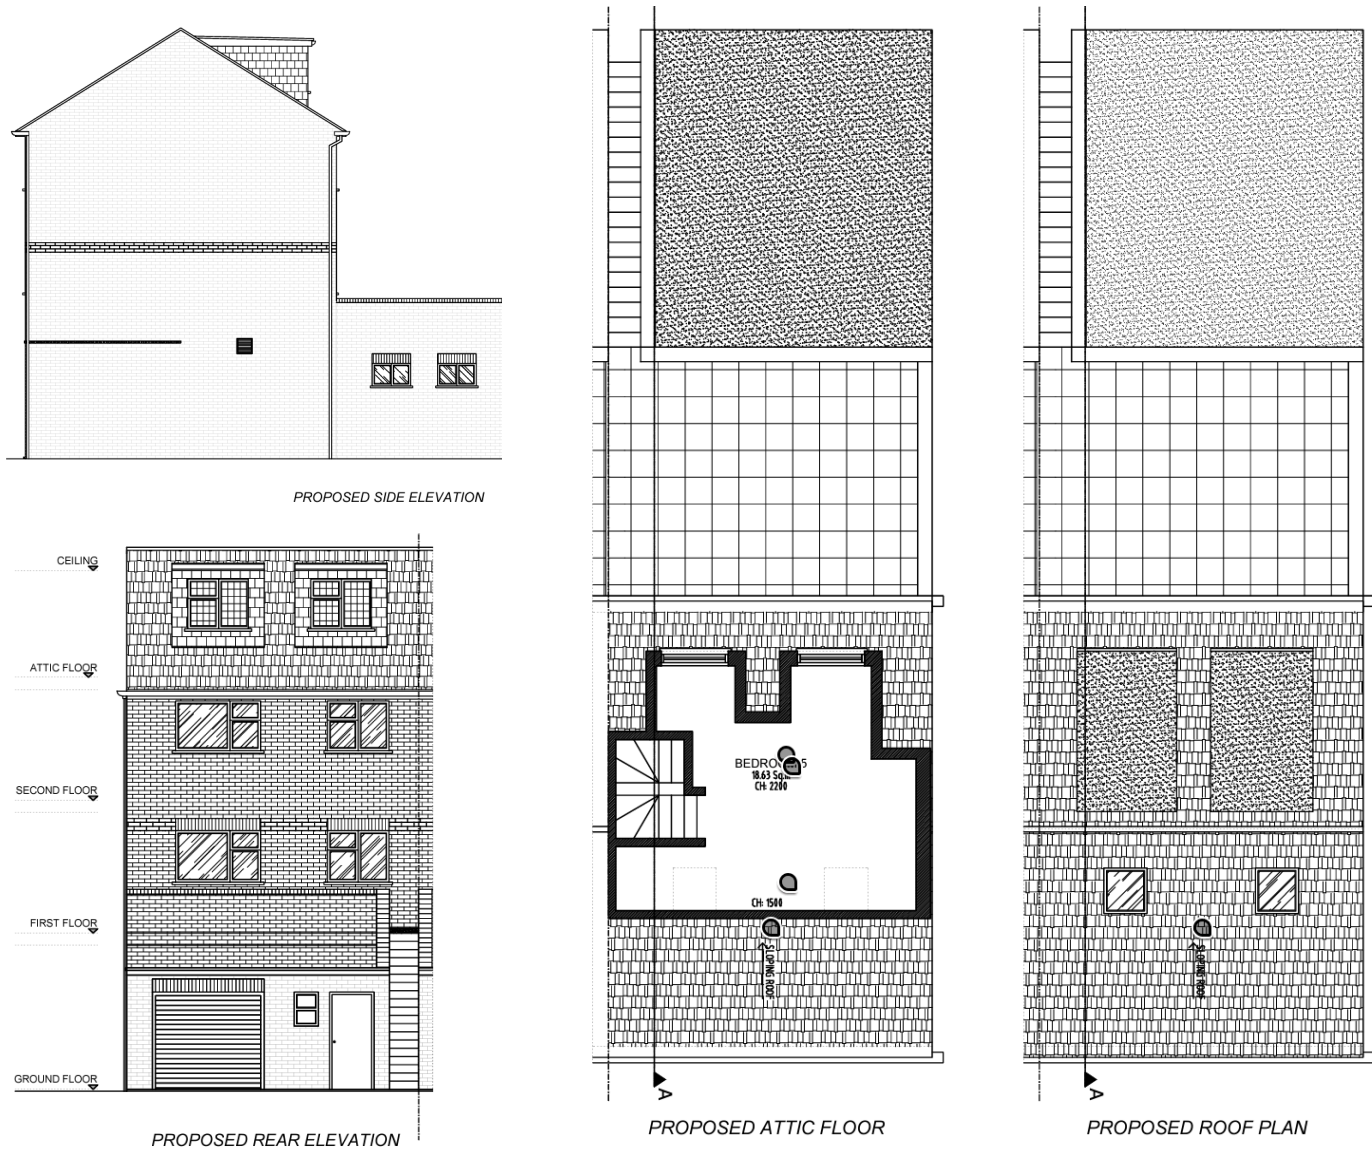 PROPOSED SIDE ELEVATION
CEILING
ATTIC FLOOR
SECOND FLOOR
FIRST FLOOR
GROUND FLOOR
PROPOSED REAR ELEVATION
5
18.63
CH: 2200
CH: 1500
SLOPING ROOF
A
PROPOSED ATTIC FLOOR
SLOPING ROOF
A
PROPOSED ROOF PLAN